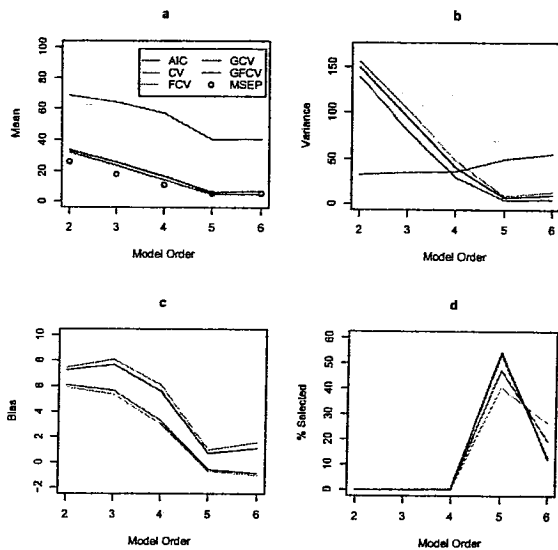 a
Mean
100
80
60
40
20
0
AIC GCV
CV GFCV
FCV MSEP
2 3 4 5 6
Model Order
b
Variance
150
100
50
0
2 3 4 5 6
Model Order
c
Bias
10
8
6
4
2
0
-2
2 3 4 5 6
Model Order
d
% Selected
60
50
40
30
20
10
0
2 3 4 5 6
Model Order